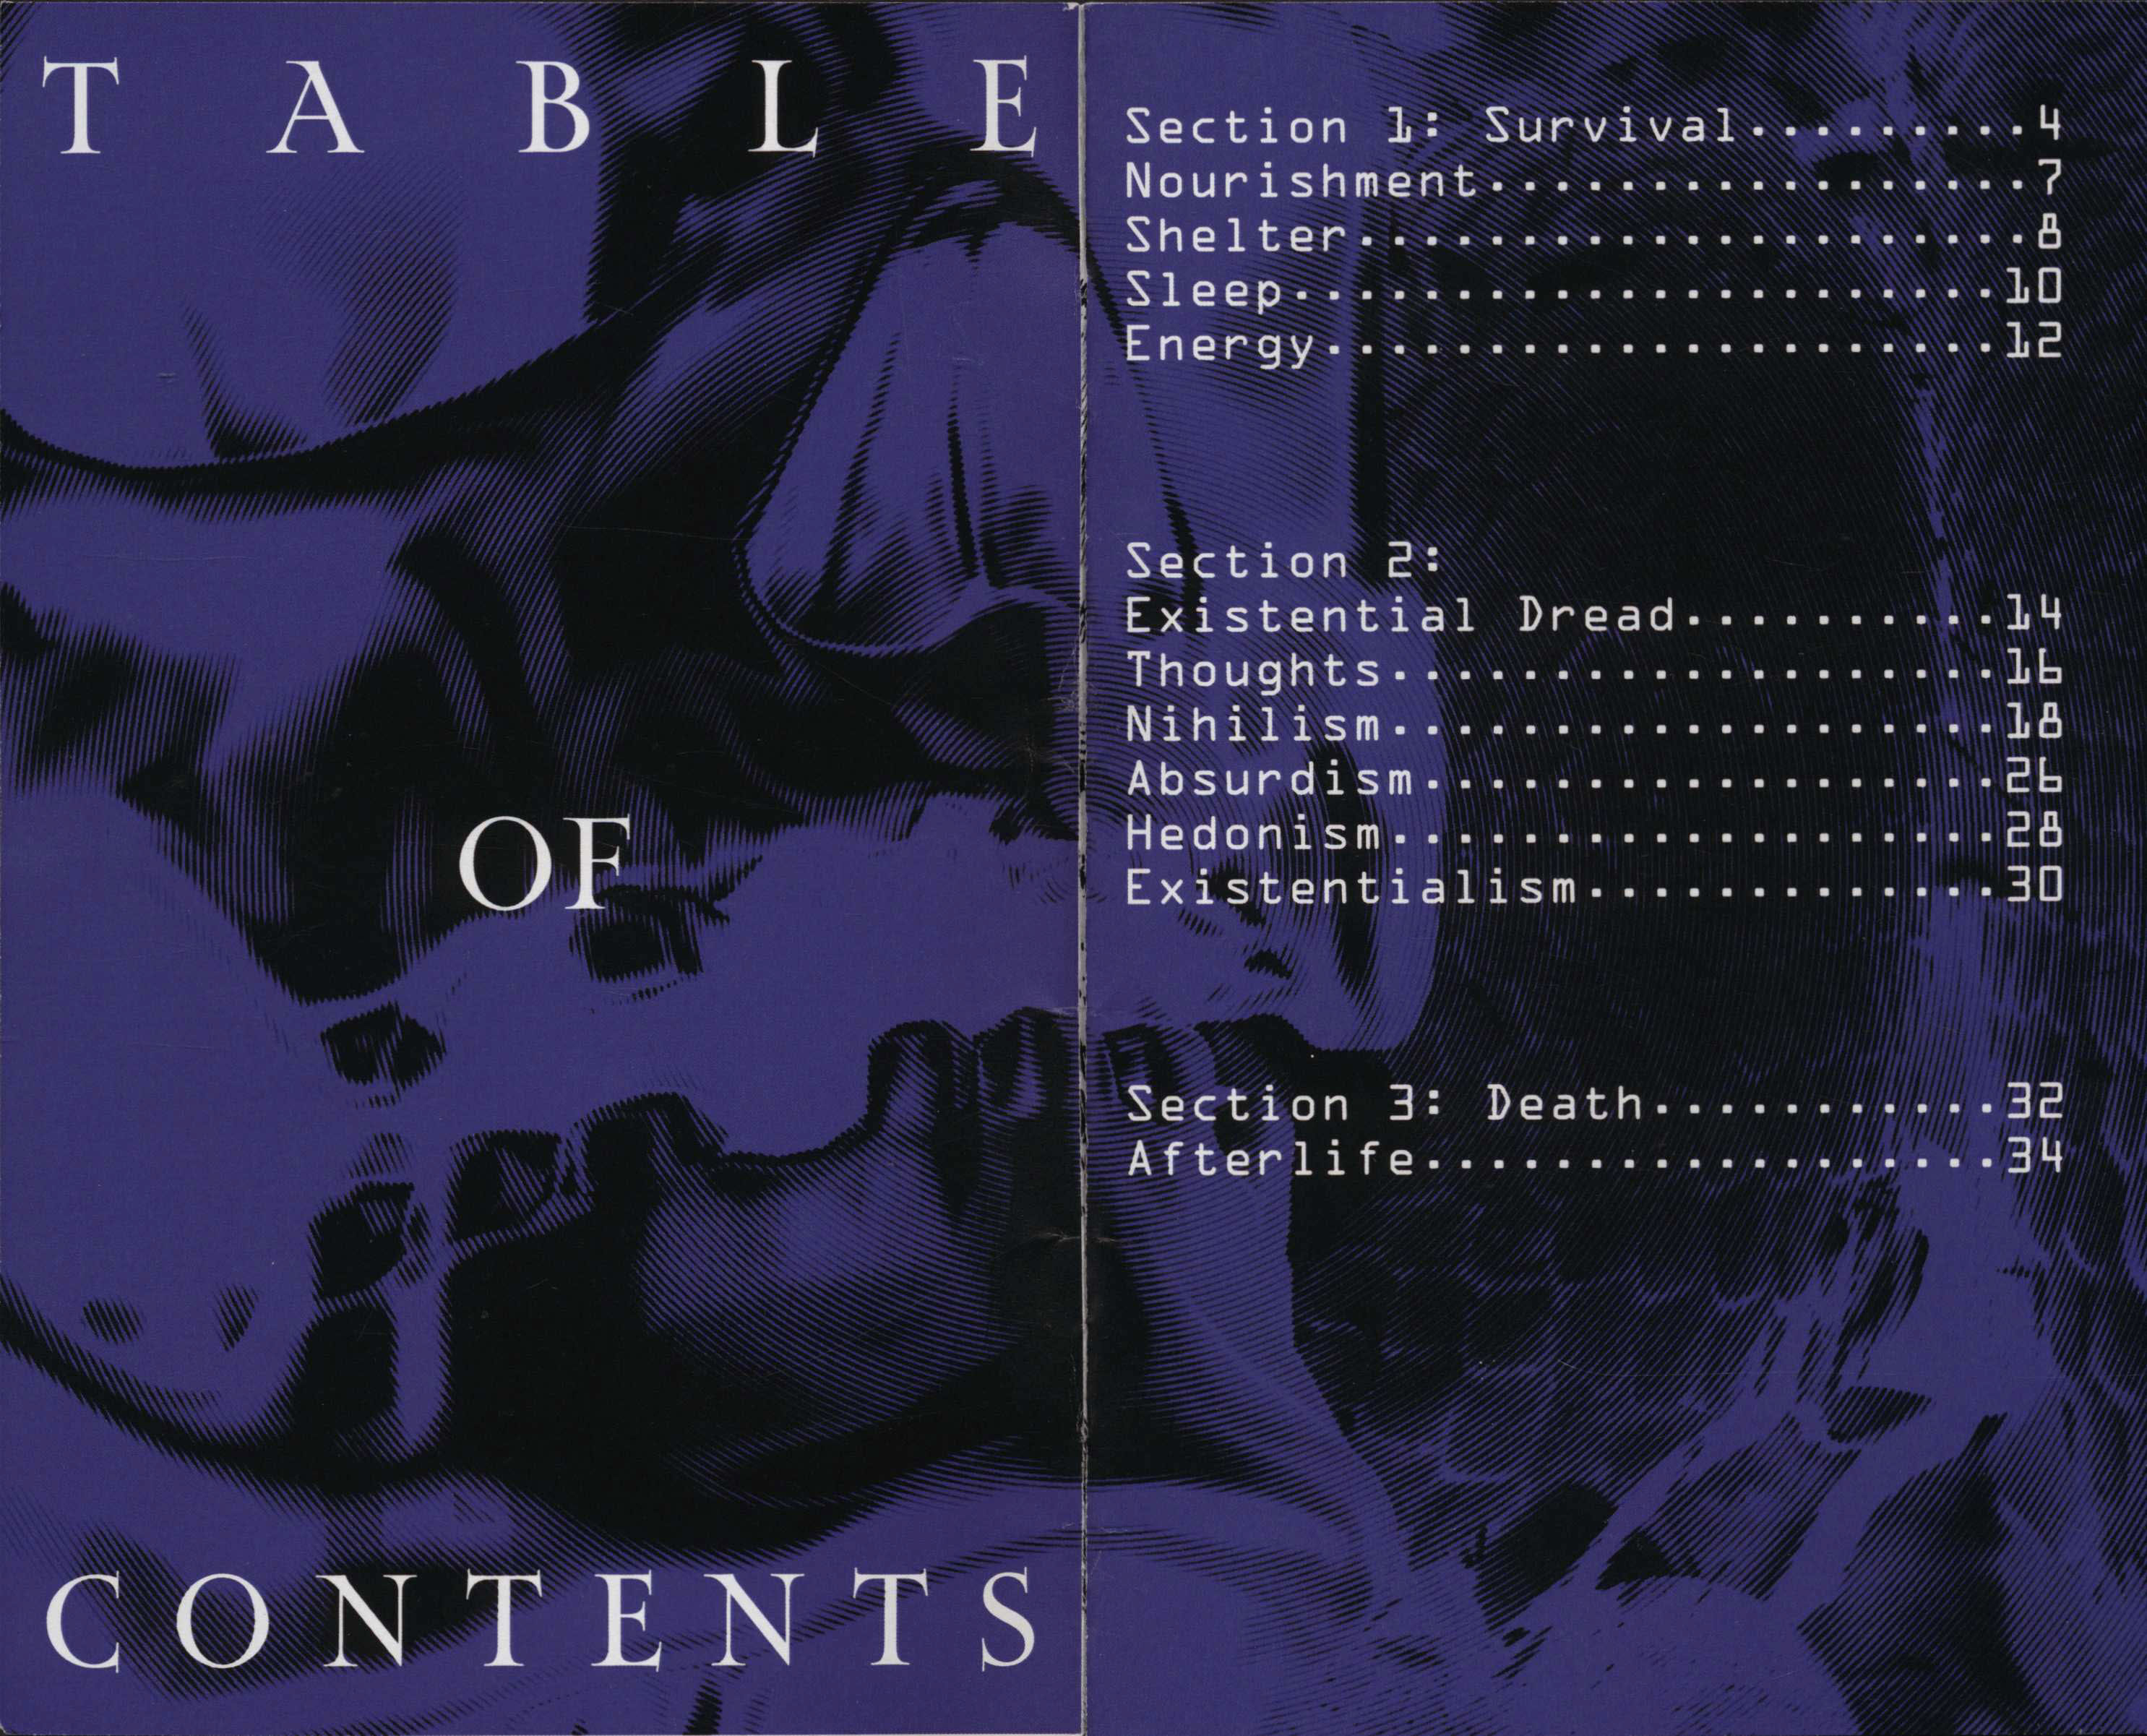 TABLE
OF
CONTENTS
Section 1: Survival.........4
Nourishment.................7
Shelter.....................8
Sleep......................10
Energy.....................12
Section 2:
Existential Dread..........14
Thoughts...................16
Nihilism...................18
Absurdism..................26
Hedonism...................28
Existentialism.............30
Section 3: Death...........32
Afterlife..................34